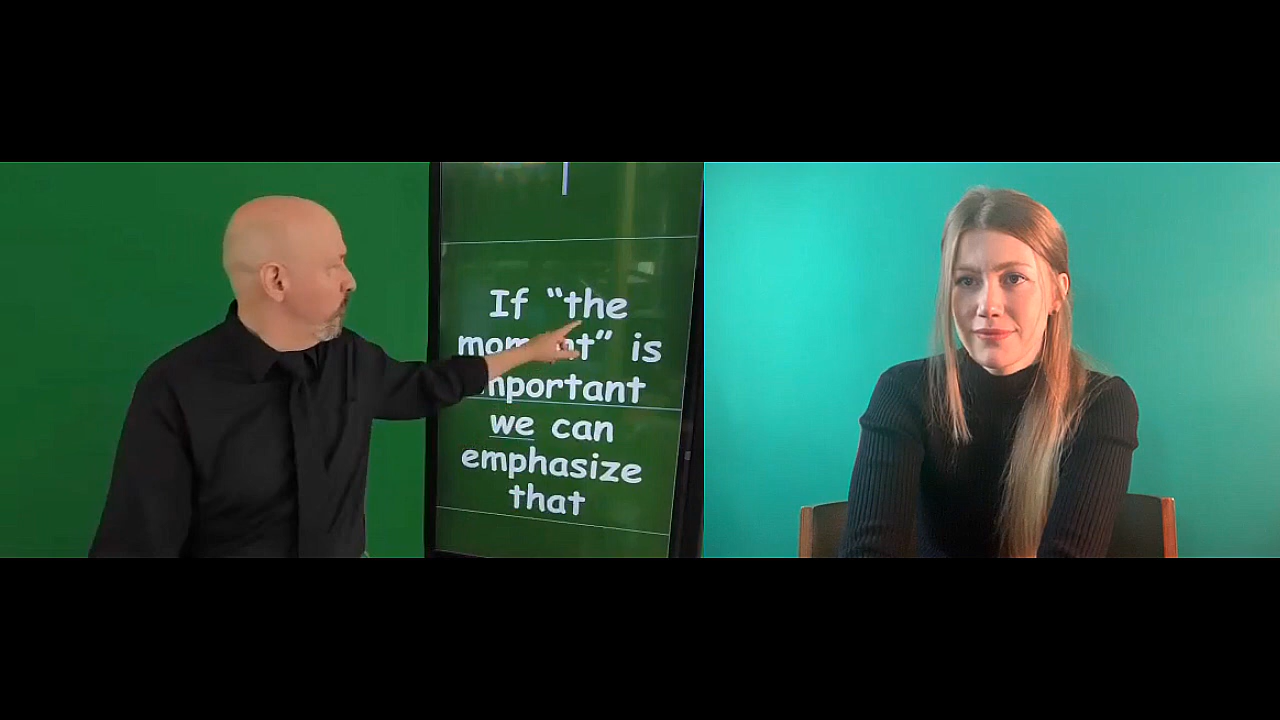 If “the
moment” is
important
we can
emphasize
that